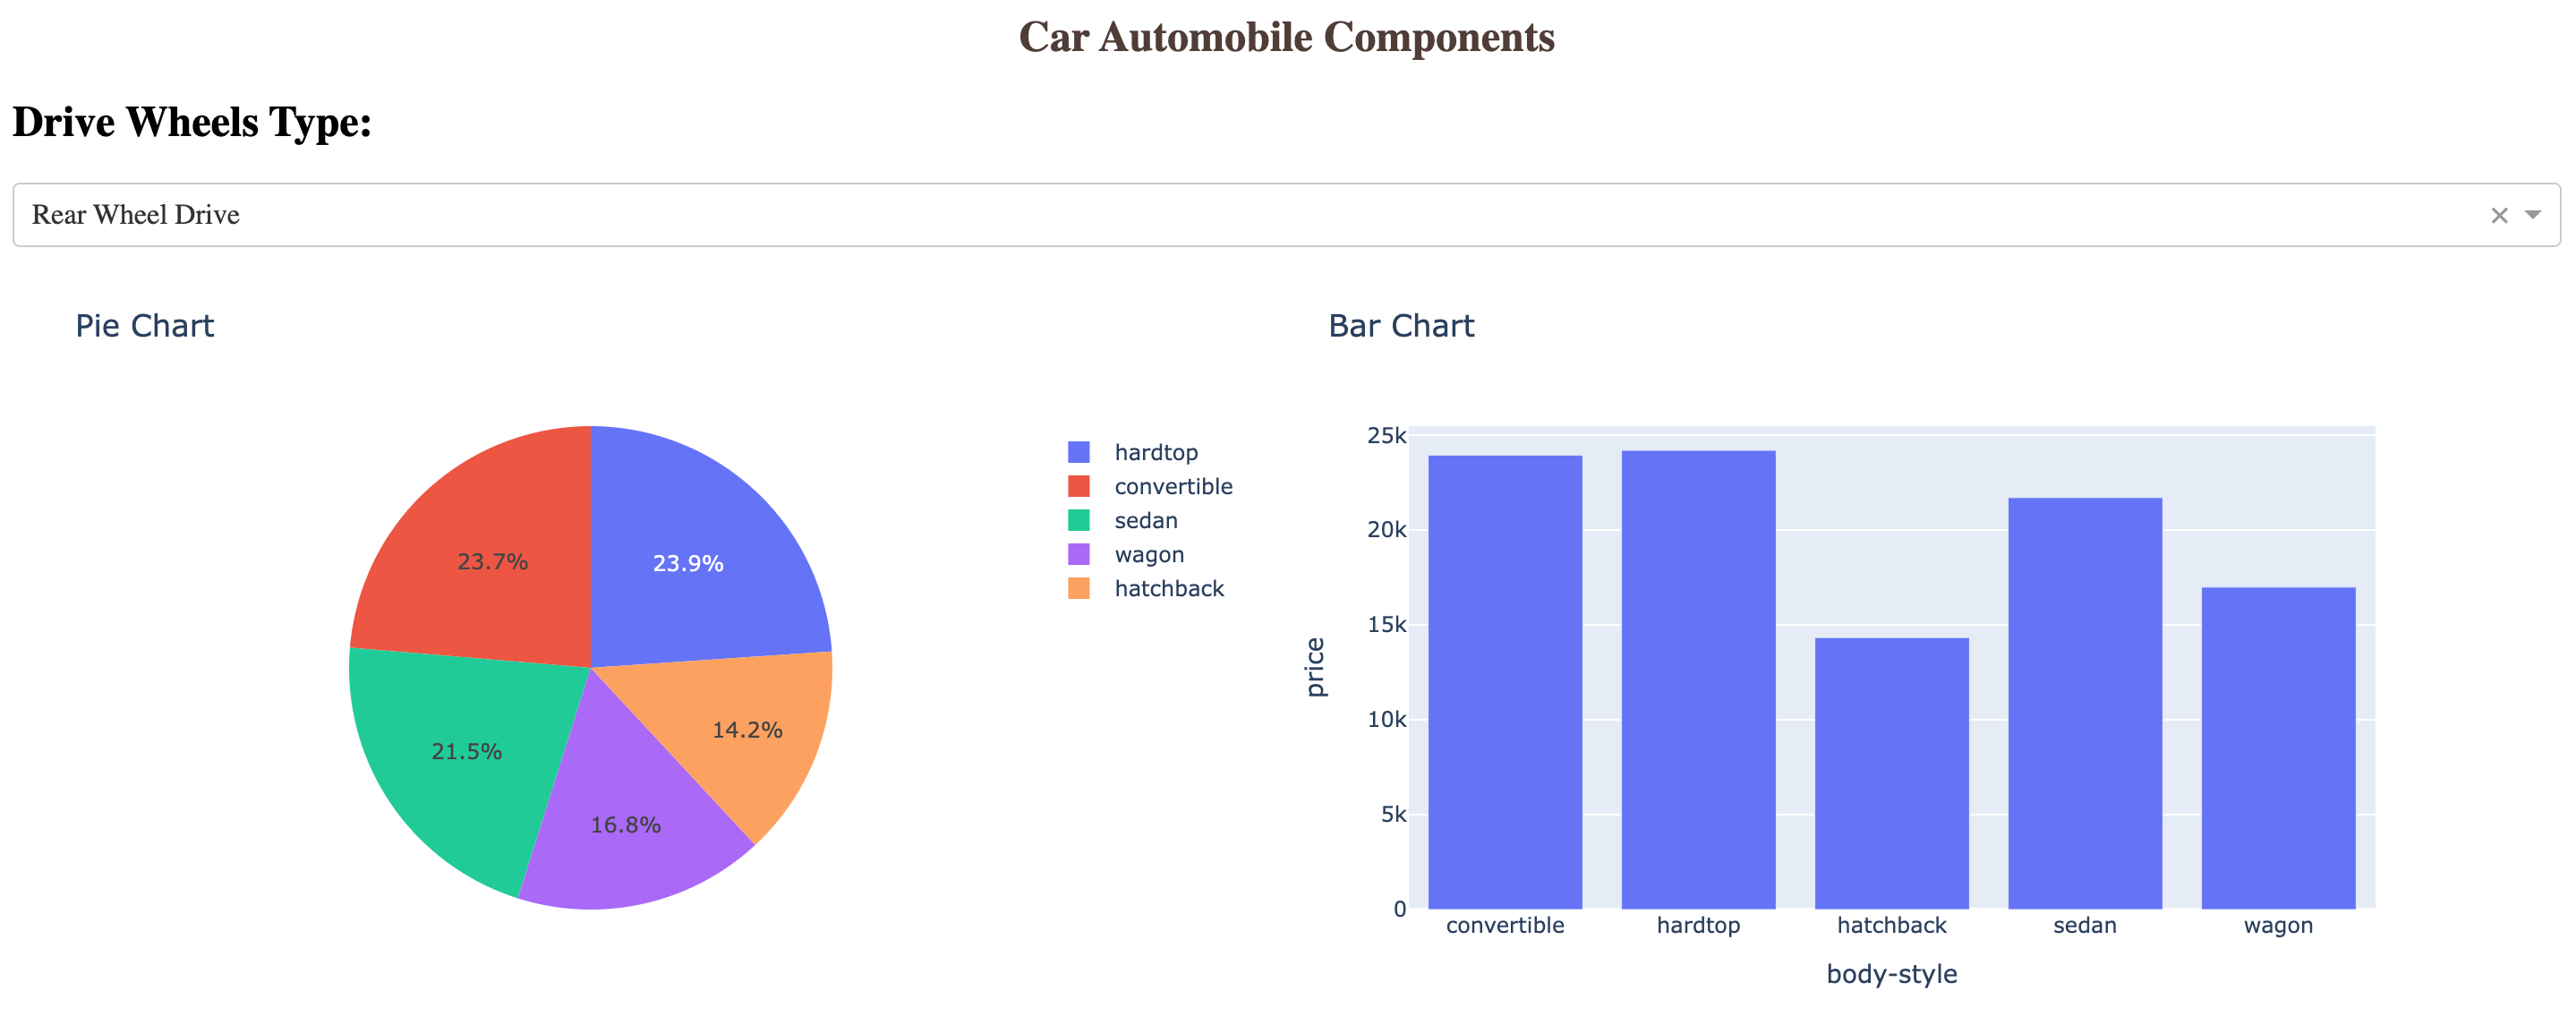 Car Automobile Components
Drive Wheels Type:
Rear Wheel Drive
Pie Chart
23.7%
23.9%
21.5%
14.2%
16.8%
hardtop
convertible
sedan
wagon
hatchback
Bar Chart
25k
20k
15k
10k
5k
0
price
convertible hardtop hatchback sedan wagon
body-style